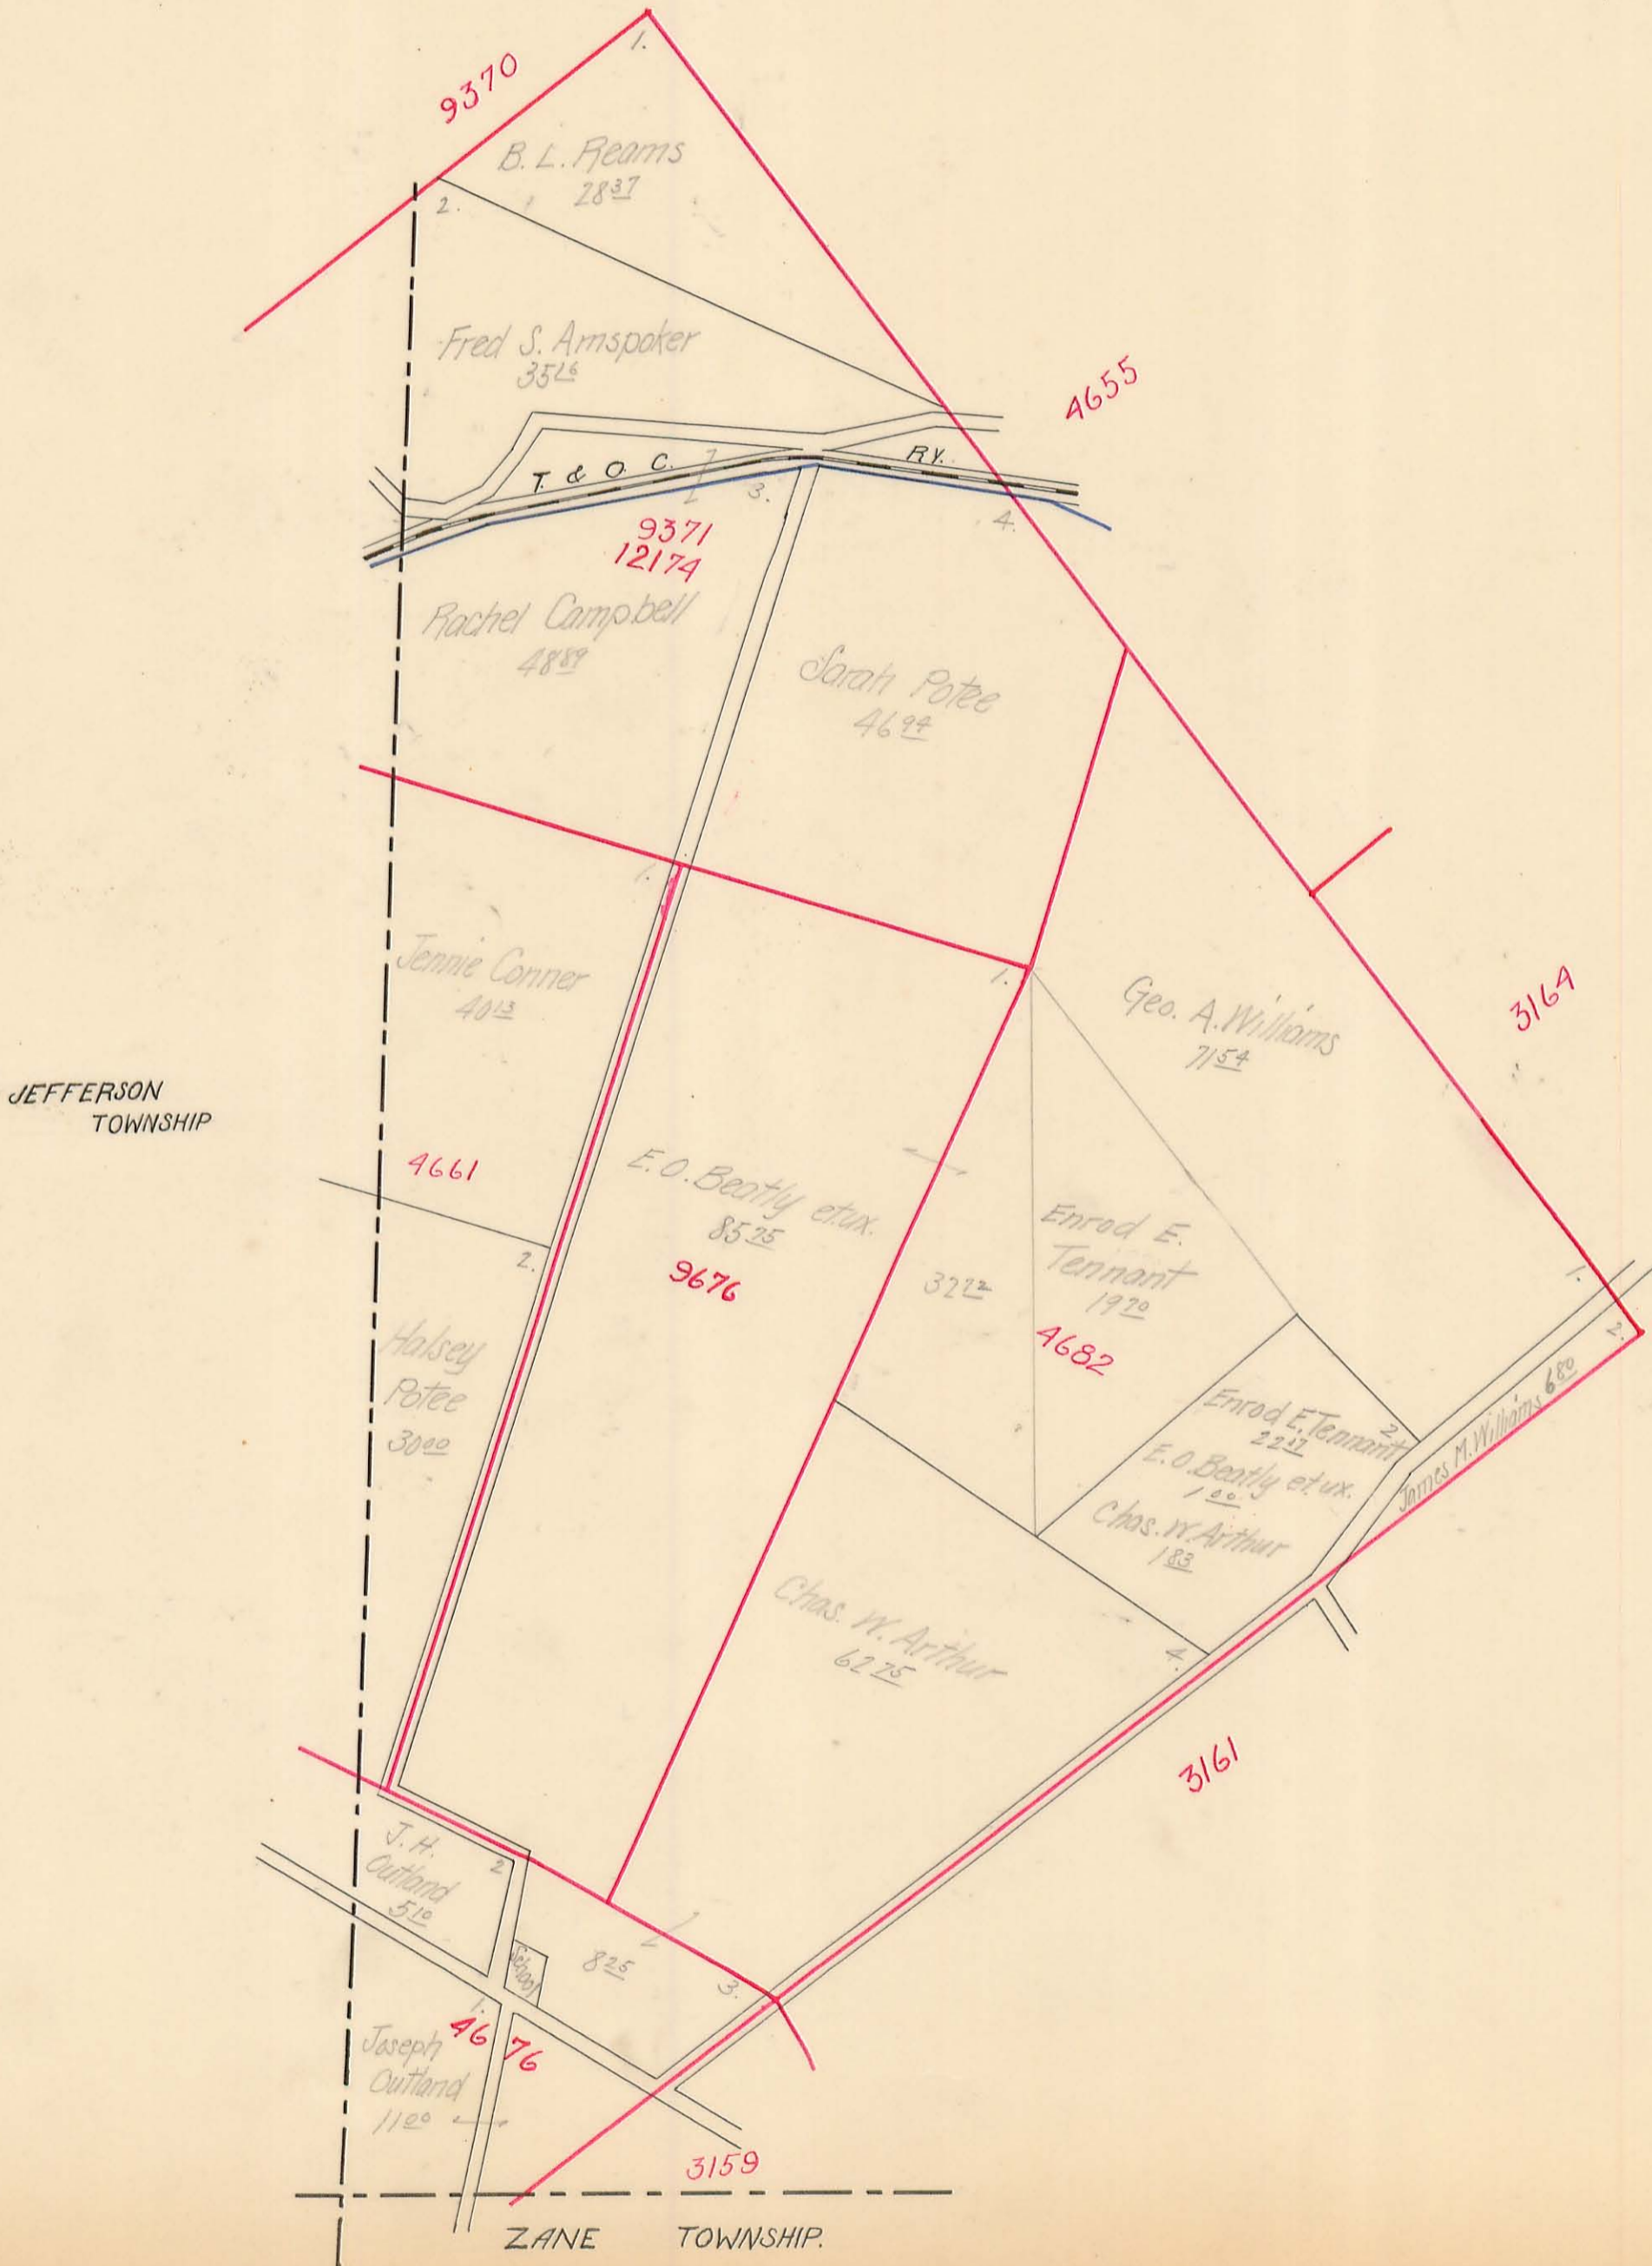 1.
9370
B. L. Reams
28 37
2.
Fred S. Amspoker
35 26
4655
T. & O. C. RY.
3.
4.
9371
12174
Rachel Campbell
48 89
Sarah Potee
46 94
1.
Jennie Conner
40 13
1.
Geo. A. Williams
71 54
3164
JEFFERSON
TOWNSHIP
4661
E. O. Beatly et.ux.
85 75
9676
2.
Enrod E.
Tennant
19 70
32 22
4682
1.
2.
Halsey
Potee
30 00
Enrod E. Tennant
2.
22 17
E. O. Beatly et.ux.
1 00
Chas. W. Arthur
1 83
James M. Williams 6 80
Chas. W. Arthur
62 75
4.
3161
J. H.
Outland
5 10
2
School
8 25
3.
1.
46 76
Joseph
Outland
11 00
3159
ZANE TOWNSHIP.